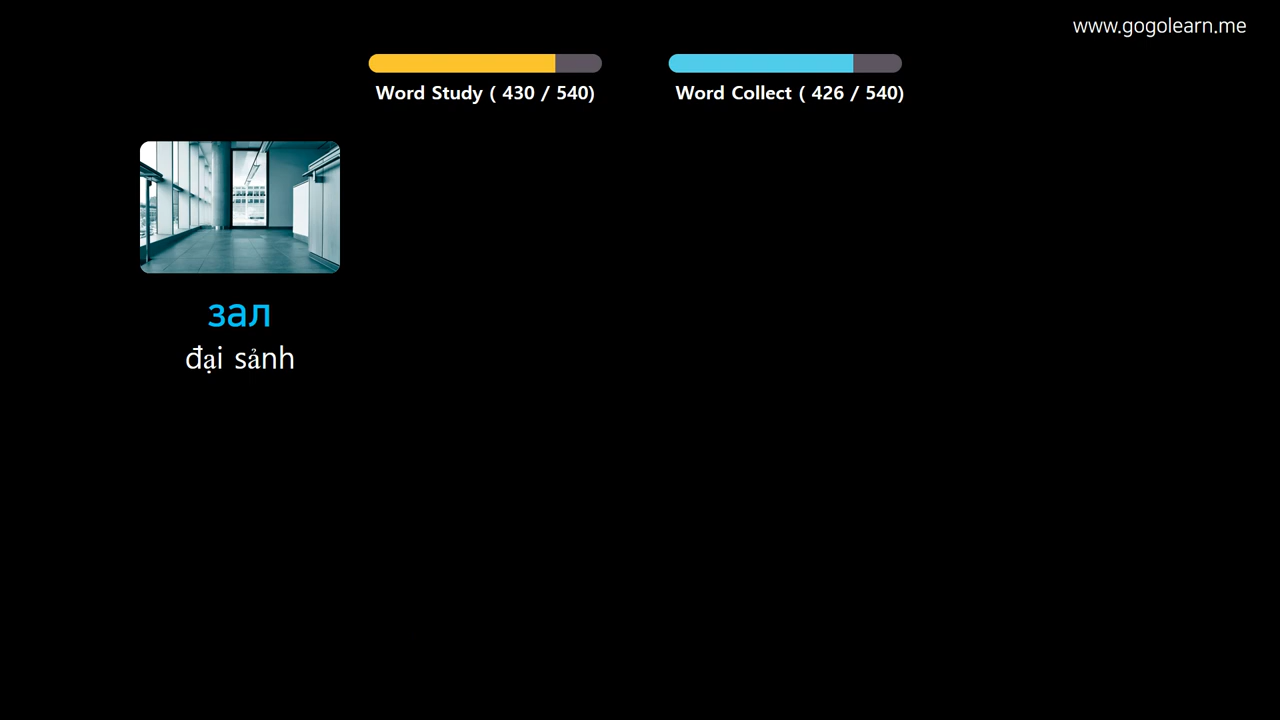 www.gogolearn.me
Word Study ( 430 / 540)
Word Collect ( 426 / 540)
зал
đại sảnh